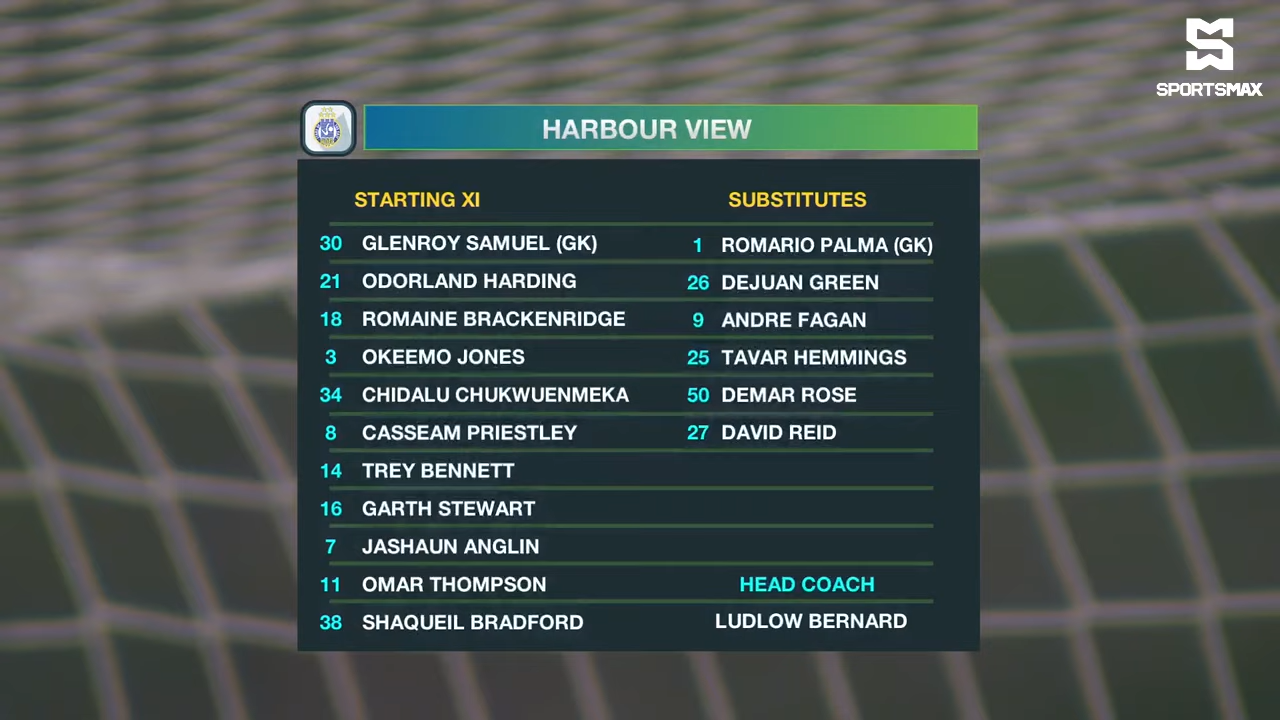 SPORTSMAX
HARBOUR VIEW
STARTING XI
30 GLENROY SAMUEL (GK)
21 ODORLAND HARDING
18 ROMAINE BRACKENRIDGE
3 OKEEMO JONES
34 CHIDALU CHUKWUENMEKA
8 CASSEAM PRIESTLEY
14 TREY BENNETT
16 GARTH STEWART
7 JASHAUN ANGLIN
11 OMAR THOMPSON
38 SHAQUEIL BRADFORD
SUBSTITUTES
1 ROMARIO PALMA (GK)
26 DEJUAN GREEN
9 ANDRE FAGAN
25 TAVAR HEMMINGS
50 DEMAR ROSE
27 DAVID REID
HEAD COACH
LUDLOW BERNARD